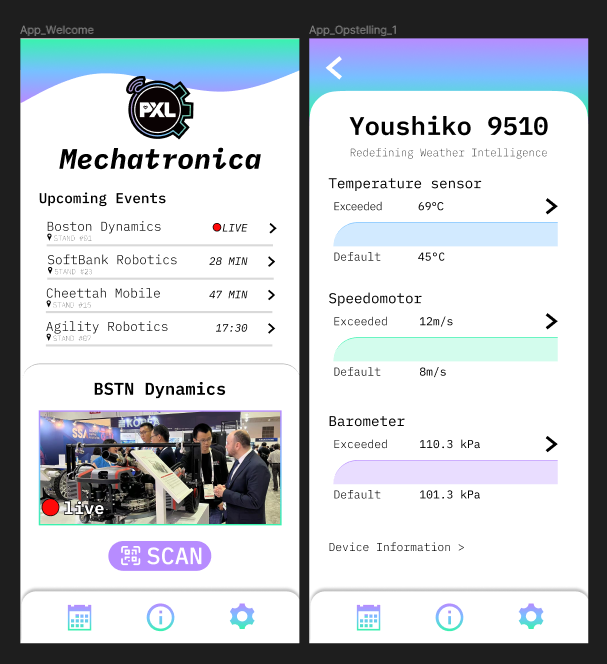 App_Welcome
PXL
Mechatronica
Upcoming Events
Boston Dynamics
LIVE
STAND #01
SoftBank Robotics
28 MIN
STAND #23
Cheettah Mobile
47 MIN
STAND #15
Agility Robotics
17:30
STAND #07
BSTN Dynamics
live
SCAN
App_Opstelling_1
Youshiko 9510
Redefining Weather Intelligence
Temperature sensor
Exceeded 69°C
Default 45°C
Speedomotor
Exceeded 12m/s
Default 8m/s
Barometer
Exceeded 110.3 kPa
Default 101.3 kPa
Device Information >